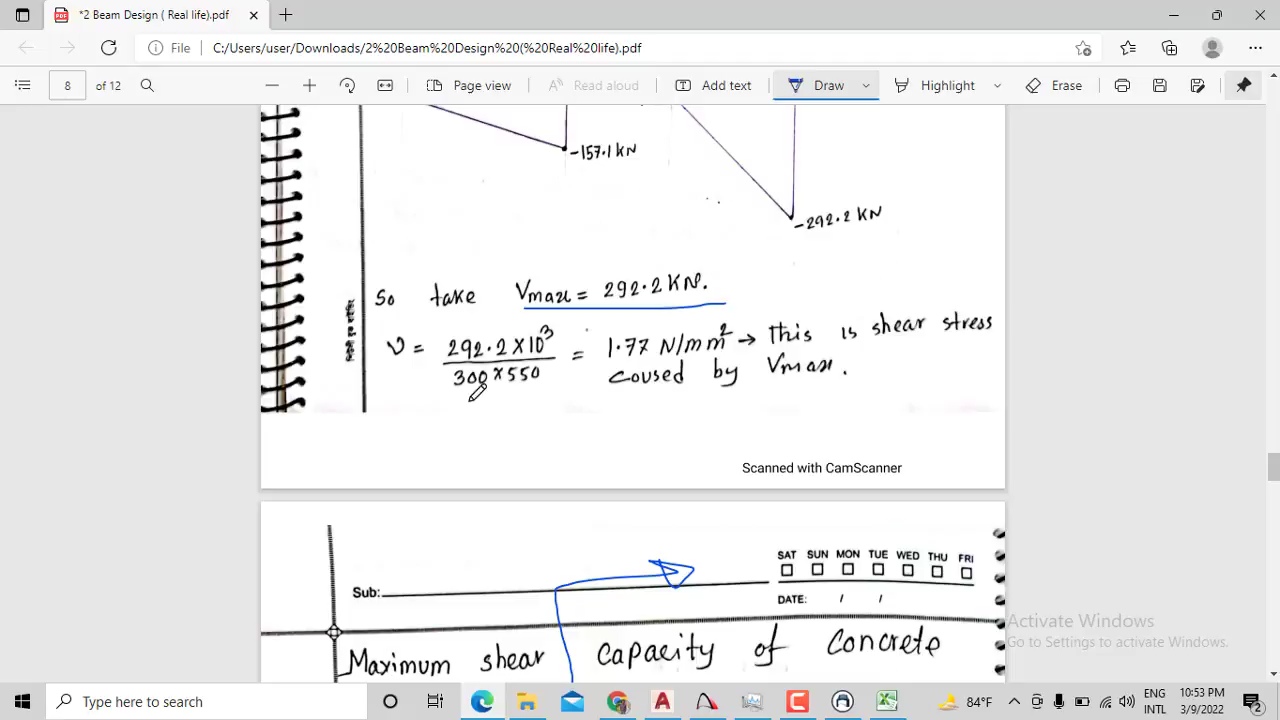 *2 Beam Design ( Real life).pdf
File
C:/Users/user/Downloads/2%20Beam%20Design%20(%20Real%20life).pdf
8 of 12
Page view
Read aloud
Add text
Draw
Highlight
Erase
-157.1 KN
-292.2 KN
So take Vmax = 292.2 KN.
v = 292.2 x 10³ / 300 x 550 = 1.77 N/mm² → This is shear stress
coused by Vmax.
Scanned with CamScanner
SAT SUN MON TUE WED THU FRI
Sub:
DATE: / /
Maximum shear capacity of concrete
Activate Windows
Go to Settings to activate Windows.
Type here to search
84°F
ENG
INTL
10:33 PM
3/9/2022
2